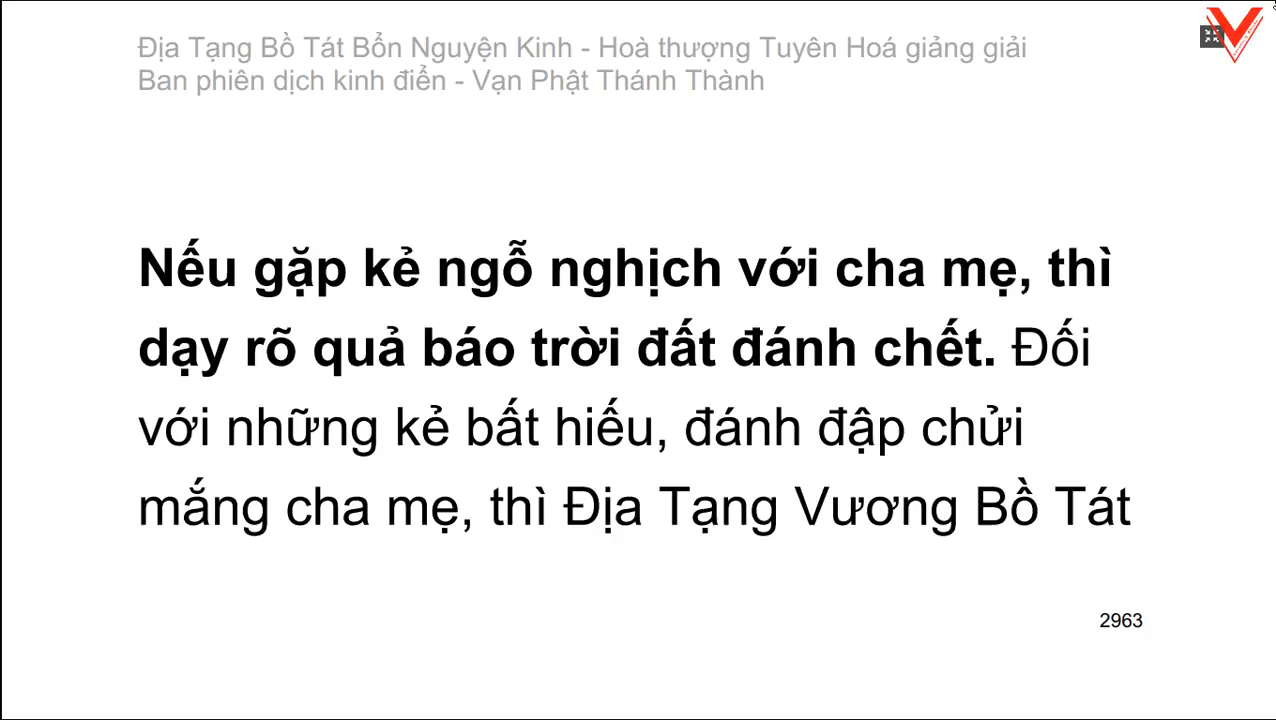 Địa Tạng Bồ Tát Bổn Nguyện Kinh - Hoà thượng Tuyên Hoá giảng giải
Ban phiên dịch kinh điển - Vạn Phật Thánh Thành
Nếu gặp kẻ ngỗ nghịch với cha mẹ, thì
dạy rõ quả báo trời đất đánh chết. Đối
với những kẻ bất hiếu, đánh đập chửi
mắng cha mẹ, thì Địa Tạng Vương Bồ Tát
2963